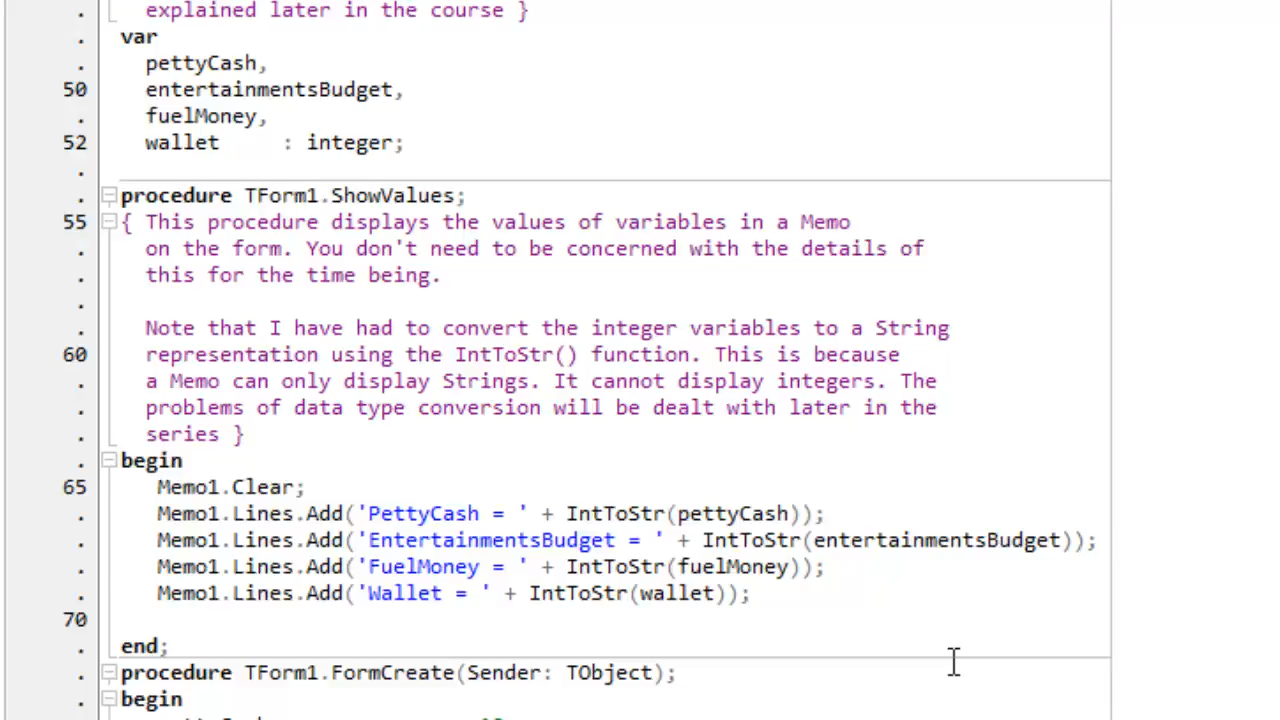 explained later in the course }
var
pettyCash,
50 entertainmentsBudget,
fuelMoney,
52 wallet : integer;
procedure TForm1.ShowValues;
55 { This procedure displays the values of variables in a Memo
on the form. You don't need to be concerned with the details of
this for the time being.
Note that I have had to convert the integer variables to a String
60 representation using the IntToStr() function. This is because
a Memo can only display Strings. It cannot display integers. The
problems of data type conversion will be dealt with later in the
series }
begin
65 Memo1.Clear;
Memo1.Lines.Add('PettyCash = ' + IntToStr(pettyCash));
Memo1.Lines.Add('EntertainmentsBudget = ' + IntToStr(entertainmentsBudget));
Memo1.Lines.Add('FuelMoney = ' + IntToStr(fuelMoney));
Memo1.Lines.Add('Wallet = ' + IntToStr(wallet));
70
end;
procedure TForm1.FormCreate(Sender: TObject);
begin